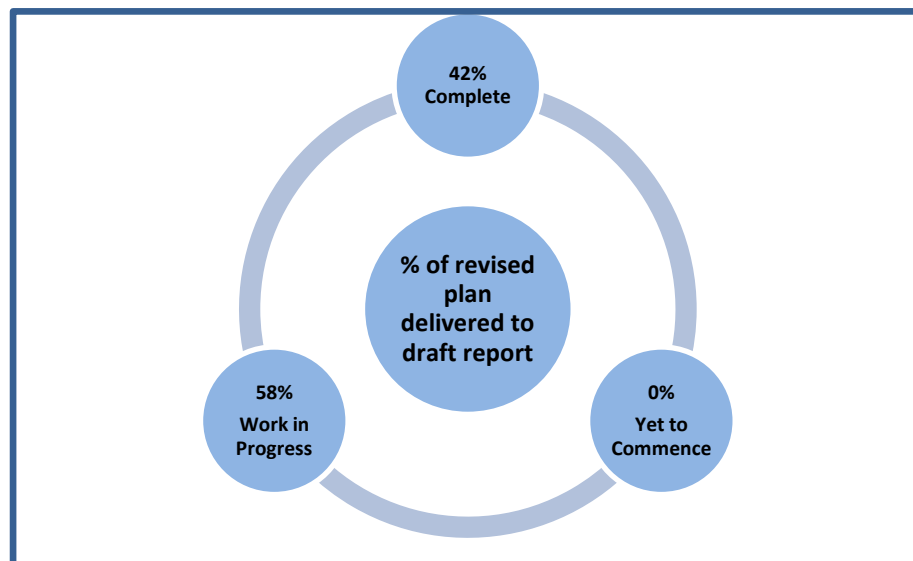 42%
Complete
% of revised
plan
delivered to
draft report
58%
Work in
Progress
0%
Yet to
Commence